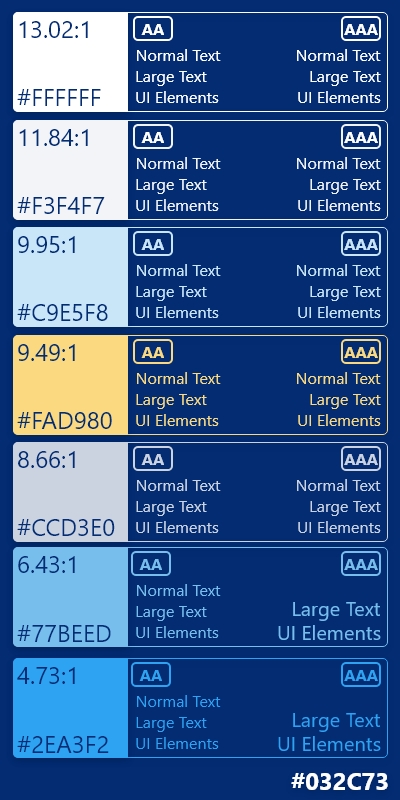 13.02:1 AA AAA
Normal Text Normal Text
Large Text Large Text
#FFFFFF UI Elements UI Elements
11.84:1 AA AAA
Normal Text Normal Text
Large Text Large Text
#F3F4F7 UI Elements UI Elements
9.95:1 AA AAA
Normal Text Normal Text
Large Text Large Text
#C9E5F8 UI Elements UI Elements
9.49:1 AA AAA
Normal Text Normal Text
Large Text Large Text
#FAD980 UI Elements UI Elements
8.66:1 AA AAA
Normal Text Normal Text
Large Text Large Text
#CCD3E0 UI Elements UI Elements
6.43:1 AA AAA
Normal Text
Large Text Large Text
#77BEED UI Elements UI Elements
4.73:1 AA AAA
Normal Text
Large Text Large Text
#2EA3F2 UI Elements UI Elements
#032C73